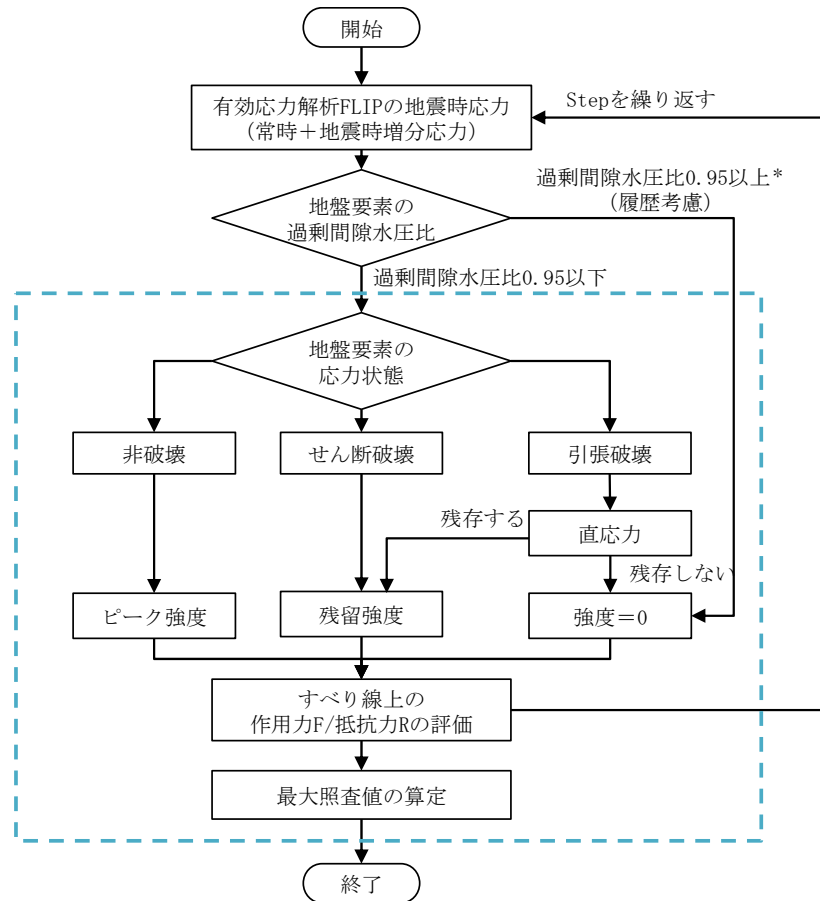 開始
有効応力解析FLIPの地震時応力
(常時＋地震時増分応力)
Stepを繰り返す
地盤要素の
過剰間隙水圧比
過剰間隙水圧比0.95以上*
(履歴考慮)
過剰間隙水圧比0.95以下
地盤要素の
応力状態
非破壊
せん断破壊
引張破壊
残存する
直応力
残存しない
ピーク強度
残留強度
強度＝0
すべり線上の
作用力F/抵抗力Rの評価
最大照査値の算定
終了